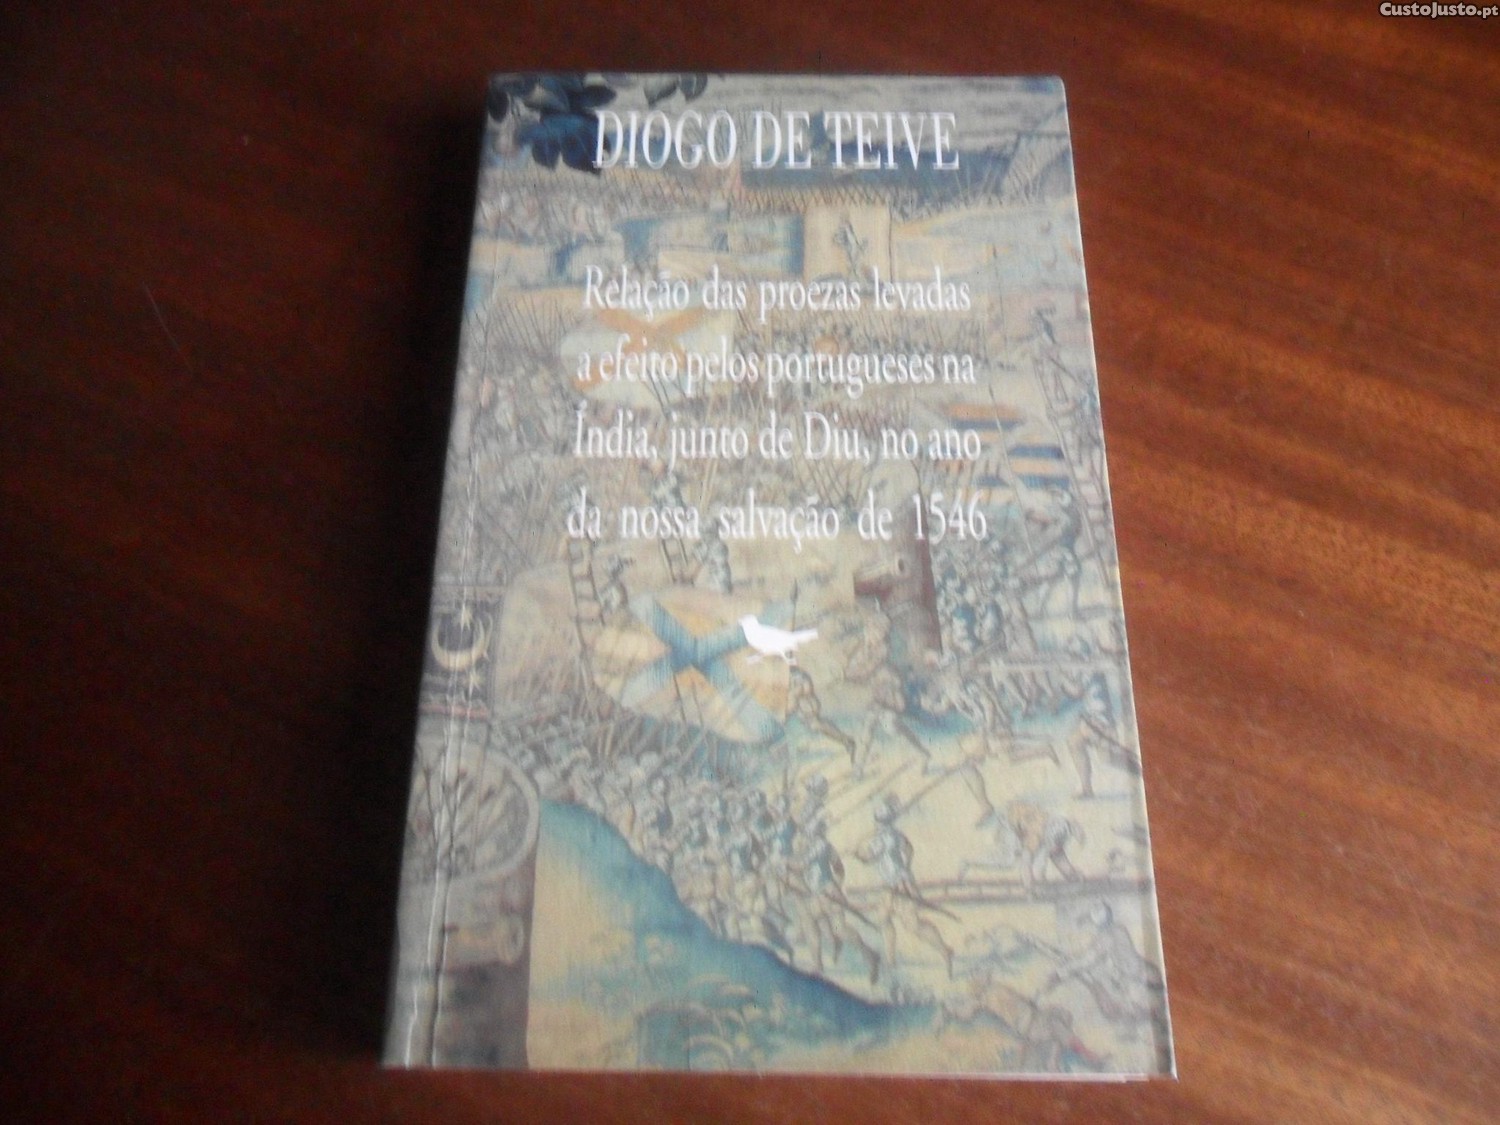 CustoJusto.pt
DIOGO DE TEIVE
Relação das proezas levadas
a efeito pelos portugueses na
Índia, junto de Diu, no ano
da nossa salvação de 1546